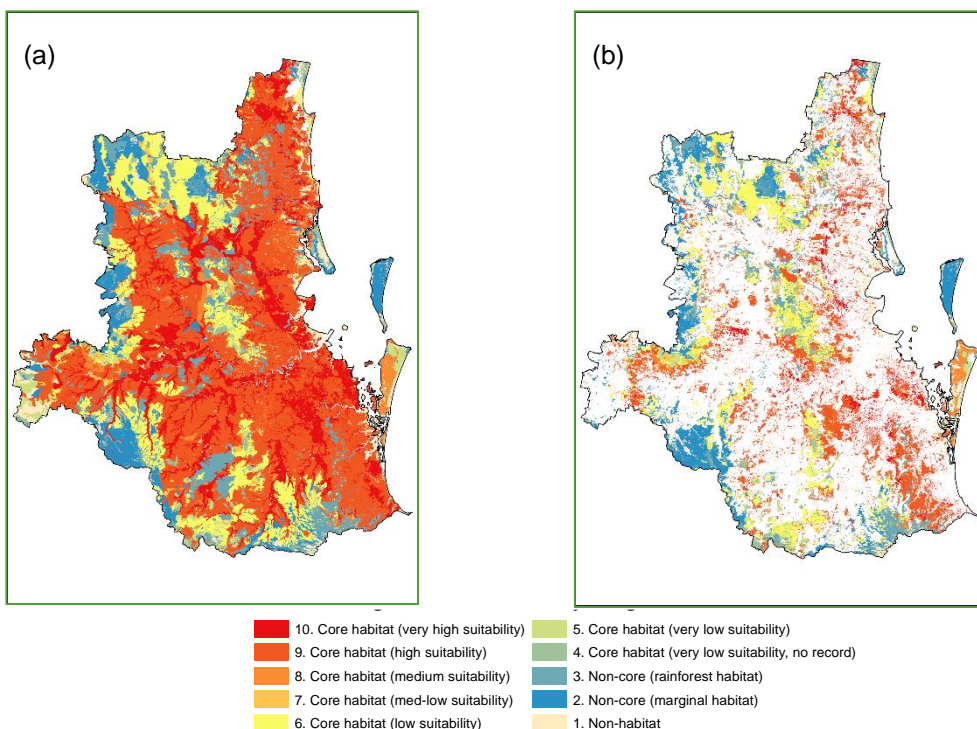 (a)
(b)
10. Core habitat (very high suitability)
9. Core habitat (high suitability)
8. Core habitat (medium suitability)
7. Core habitat (med-low suitability)
6. Core habitat (low suitability)
5. Core habitat (very low suitability)
4. Core habitat (very low suitability, no record)
3. Non-core (rainforest habitat)
2. Non-core (marginal habitat)
1. Non-habitat